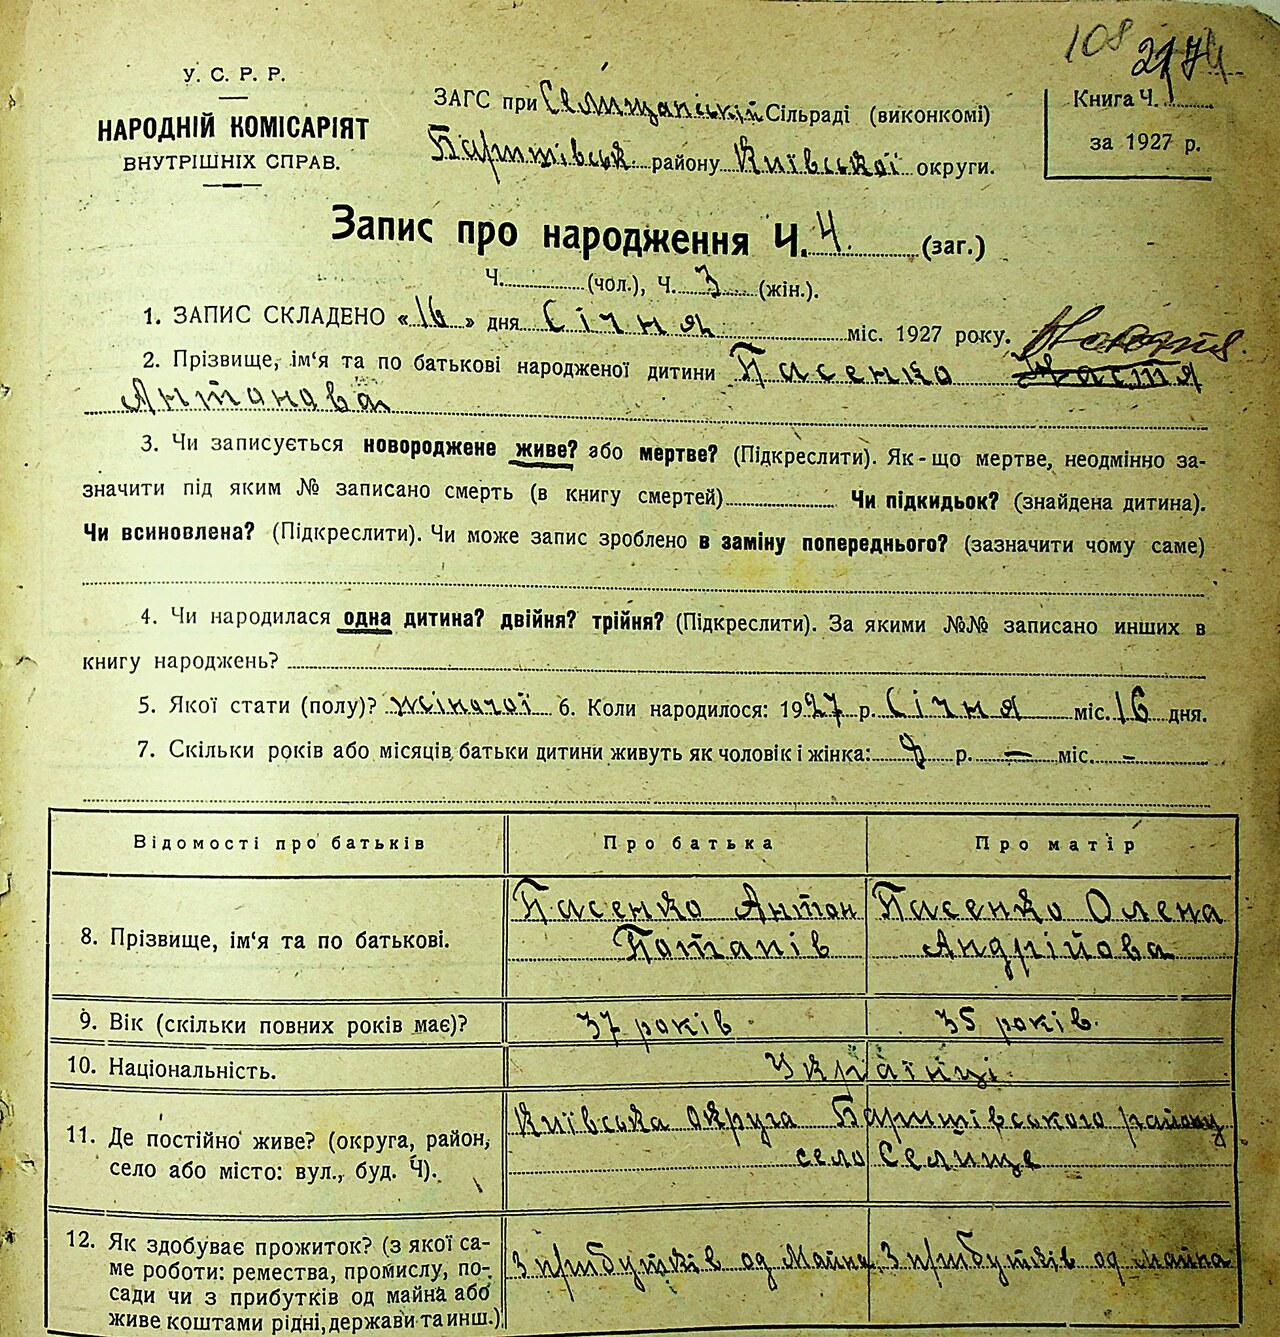 108
2174
У. С. Р. Р.
НАРОДНІЙ КОМІСАРІЯТ
ВНУТРІШНІХ СПРАВ.
ЗАГС при Селищанській Сільраді (виконкомі)
Баришівськ. району Київської округи.
Книга Ч.
за 1927 р.
Запис про народження Ч. 4. (заг.)
Ч. (чол.), Ч. 3 (жін.).
1. ЗАПИС СКЛАДЕНО « 16 » дня Січня міс. 1927 року.
2. Прізвище, ім‘я та по батькові народженої дитини Пасенко Настя
Антонова
3. Чи записується новороджене живе? або мертве? (Підкреслити). Як-що мертве, неодмінно за-
значити під яким № записано смерть (в книгу смертей) Чи підкидьок? (знайдена дитина).
Чи всиновлена? (Підкреслити). Чи може запис зроблено в заміну попереднього? (зазначити чому саме)
4. Чи народилася одна дитина? двійня? трійня? (Підкреслити). За якими №№ записано инших в
книгу народжень?
5. Якої стати (полу)? жіночої 6. Коли народилося: 1927 р. Січня міс. 16 дня.
7. Скільки років або місяців батьки дитини живуть як чоловік і жінка: р. — міс. -
Відомості про батьків Про батька Про матір
8. Прізвище, ім'я та по батькові. Пасенко Антон Потапів Пасенко Олена Андрійова
9. Вік (скільки повних років має)? 37 років 35 років.
10. Національність. Українці
11. Де постійно живе? (округа, район, Київська округа Баришівського району
село або місто: вул., буд. Ч). село Селище
12. Як здобуває прожиток? (з якої са- З прибутків од майна З прибутків од майна
ме роботи: ремества, промислу, по-
сади чи з прибутків од майна або
живе коштами рідні, держави та инш.)